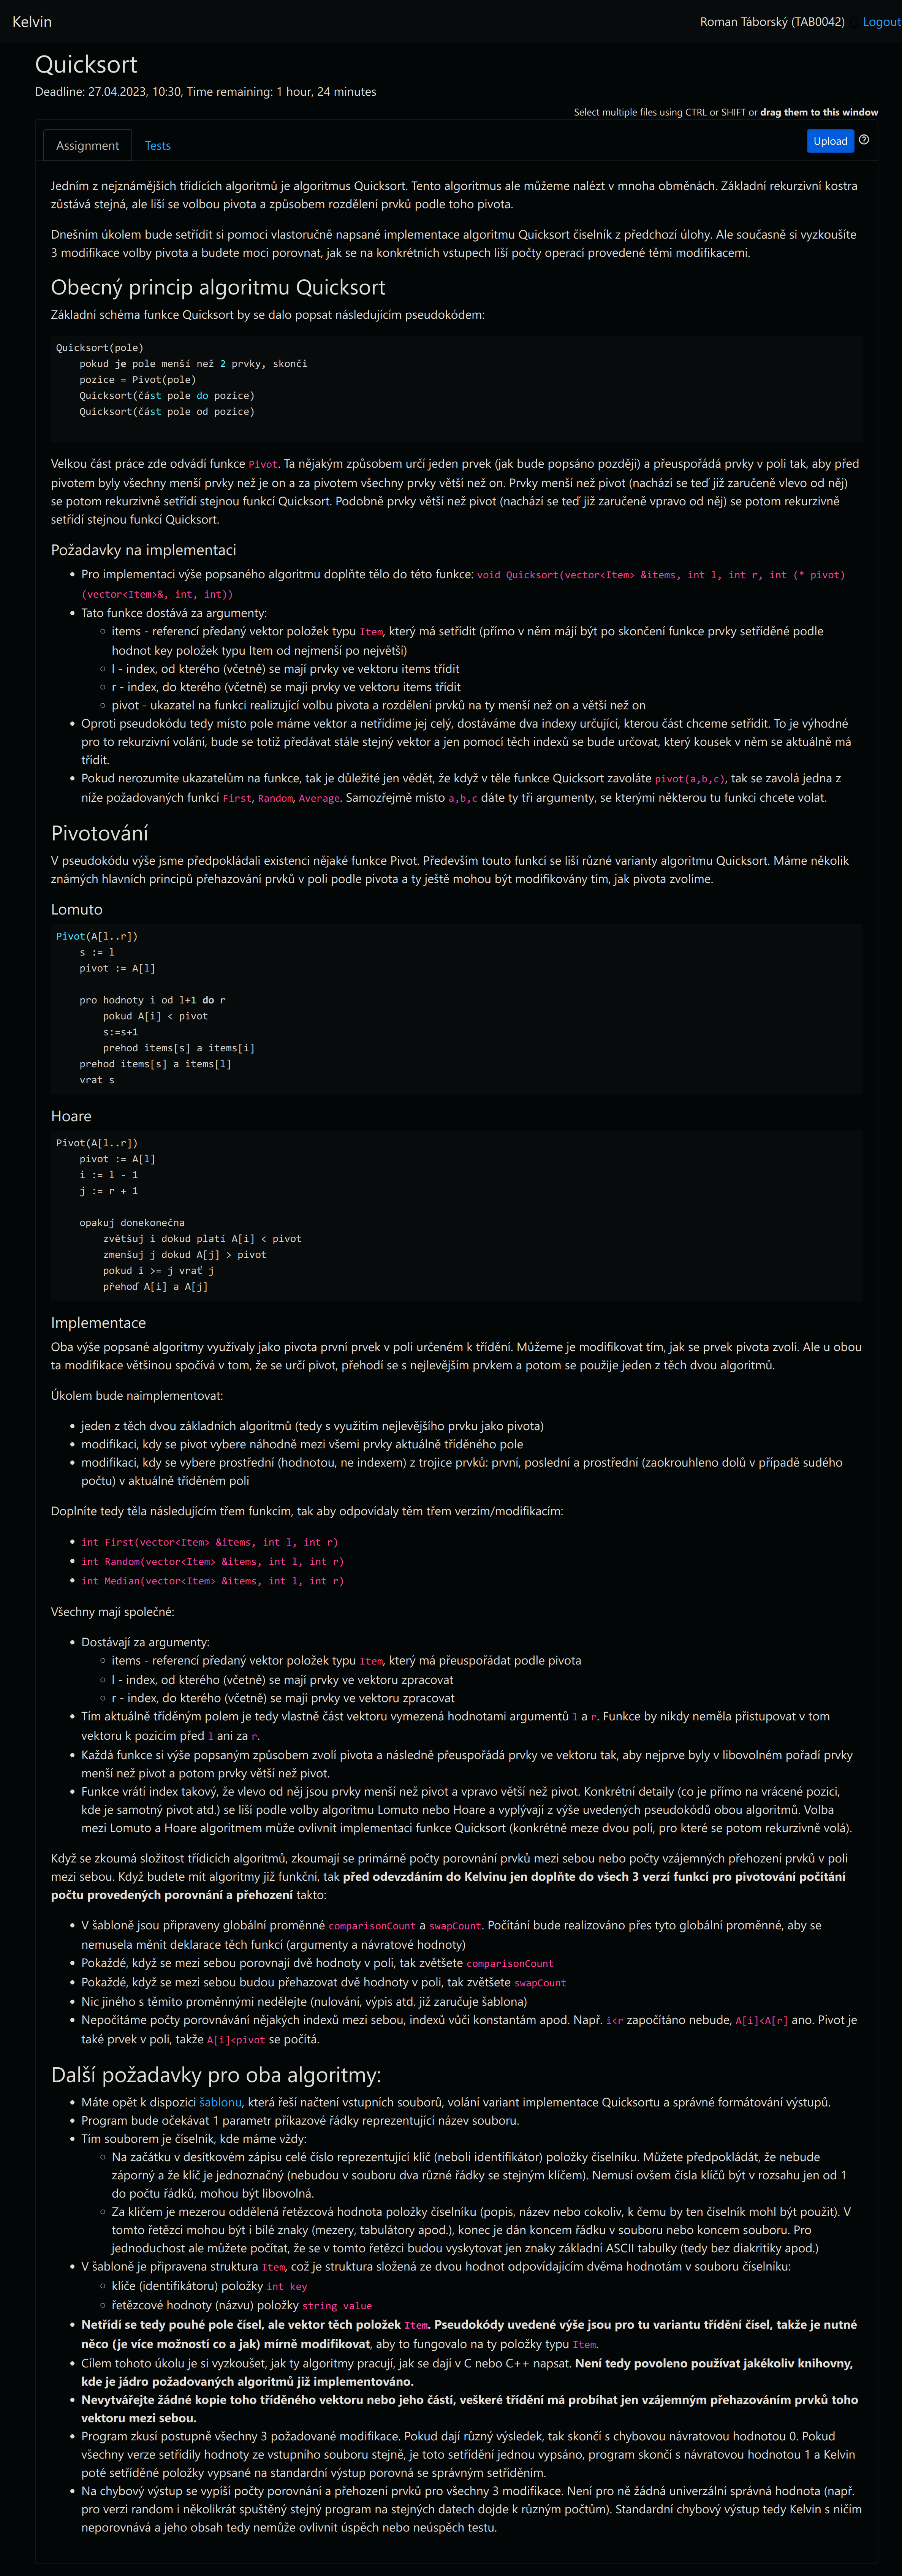 Kelvin
Roman Táborský (TAB0042)
Logout
Quicksort
Deadline: 27.04.2023, 10:30, Time remaining: 1 hour, 24 minutes
Select multiple files using CTRL or SHIFT or drag them to this window
Assignment
Tests
Upload
Jedním z nejznámějších třídících algoritmů je algoritmus Quicksort. Tento algoritmus ale můžeme nalézt v mnoha obměnách. Základní rekurzivní kostra
zůstává stejná, ale liší se volbou pivota a způsobem rozdělení prvků podle toho pivota.
Dnešním úkolem bude setřídit si pomoci vlastoručně napsané implementace algoritmu Quicksort číselník z předchozí úlohy. Ale současně si vyzkoušíte
3 modifikace volby pivota a budete moci porovnat, jak se na konkrétních vstupech liší počty operací provedené těmi modifikacemi.
Obecný princip algoritmu Quicksort
Základní schéma funkce Quicksort by se dalo popsat následujícím pseudokódem:
Quicksort(pole)
    pokud je pole menší než 2 prvky, skonči
    pozice = Pivot(pole)
    Quicksort(část pole do pozice)
    Quicksort(část pole od pozice)
Velkou část práce zde odvádí funkce Pivot. Ta nějakým způsobem určí jeden prvek (jak bude popsáno později) a přeuspořádá prvky v poli tak, aby před
pivotem byly všechny menší prvky než je on a za pivotem všechny prvky větší než on. Prvky menší než pivot (nachází se teď již zaručeně vlevo od něj)
se potom rekurzivně setřídí stejnou funkcí Quicksort. Podobně prvky větší než pivot (nachází se teď již zaručeně vpravo od něj) se potom rekurzivně
setřídí stejnou funkcí Quicksort.
Požadavky na implementaci
• Pro implementaci výše popsaného algoritmu doplňte tělo do této funkce: void Quicksort(vector<Item> &items, int l, int r, int (* pivot)
(vector<Item>&, int, int))
• Tato funkce dostává za argumenty:
◦ items - referencí předaný vektor položek typu Item, který má setřídit (přímo v něm májí být po skončení funkce prvky setříděné podle
hodnot key položek typu Item od nejmenší po největší)
◦ l - index, od kterého (včetně) se mají prvky ve vektoru items třídit
◦ r - index, do kterého (včetně) se mají prvky ve vektoru items třídit
◦ pivot - ukazatel na funkci realizující volbu pivota a rozdělení prvků na ty menší než on a větší než on
• Oproti pseudokódu tedy místo pole máme vektor a netřídíme jej celý, dostáváme dva indexy určující, kterou část chceme setřídit. To je výhodné
pro to rekurzivní volání, bude se totiž předávat stále stejný vektor a jen pomocí těch indexů se bude určovat, který kousek v něm se aktuálně má
třídit.
• Pokud nerozumíte ukazatelům na funkce, tak je důležité jen vědět, že když v těle funkce Quicksort zavoláte pivot(a,b,c), tak se zavolá jedna z
níže požadovaných funkcí First, Random, Average. Samozřejmě místo a,b,c dáte ty tři argumenty, se kterými některou tu funkci chcete volat.
Pivotování
V pseudokódu výše jsme předpokládali existenci nějaké funkce Pivot. Především touto funkcí se liší různé varianty algoritmu Quicksort. Máme několik
známých hlavních principů přehazování prvků v poli podle pivota a ty ještě mohou být modifikovány tím, jak pivota zvolíme.
Lomuto
Pivot(A[l..r])
    s := l
    pivot := A[l]
    pro hodnoty i od l+1 do r
        pokud A[i] < pivot
        s:=s+1
        prehod items[s] a items[i]
    prehod items[s] a items[l]
    vrat s
Hoare
Pivot(A[l..r])
    pivot := A[l]
    i := l - 1
    j := r + 1
    opakuj donekonečna
        zvětšuj i dokud platí A[i] < pivot
        zmenšuj j dokud A[j] > pivot
        pokud i >= j vrať j
        přehoď A[i] a A[j]
Implementace
Oba výše popsané algoritmy využívaly jako pivota první prvek v poli určeném k třídění. Můžeme je modifikovat tím, jak se prvek pivota zvolí. Ale u obou
ta modifikace většinou spočívá v tom, že se určí pivot, přehodí se s nejlevějším prvkem a potom se použije jeden z těch dvou algoritmů.
Úkolem bude naimplementovat:
• jeden z těch dvou základních algoritmů (tedy s využitím nejlevějšího prvku jako pivota)
• modifikaci, kdy se pivot vybere náhodně mezi všemi prvky aktuálně tříděného pole
• modifikaci, kdy se vybere prostřední (hodnotou, ne indexem) z trojice prvků: první, poslední a prostřední (zaokrouhleno dolů v případě sudého
počtu) v aktuálně tříděném poli
Doplníte tedy těla následujícím třem funkcím, tak aby odpovídaly těm třem verzím/modifikacím:
• int First(vector<Item> &items, int l, int r)
• int Random(vector<Item> &items, int l, int r)
• int Median(vector<Item> &items, int l, int r)
Všechny mají společné:
• Dostávají za argumenty:
◦ items - referencí předaný vektor položek typu Item, který má přeuspořádat podle pivota
◦ l - index, od kterého (včetně) se mají prvky ve vektoru zpracovat
◦ r - index, do kterého (včetně) se mají prvky ve vektoru zpracovat
• Tím aktuálně tříděným polem je tedy vlastně část vektoru vymezená hodnotami argumentů l a r. Funkce by nikdy neměla přistupovat v tom
vektoru k pozicím před l ani za r.
• Každá funkce si výše popsaným způsobem zvolí pivota a následně přeuspořádá prvky ve vektoru tak, aby nejprve byly v libovolném pořadí prvky
menší než pivot a potom prvky větší než pivot.
• Funkce vrátí index takový, že vlevo od něj jsou prvky menší než pivot a vpravo větší než pivot. Konkrétní detaily (co je přímo na vrácené pozici,
kde je samotný pivot atd.) se liší podle volby algoritmu Lomuto nebo Hoare a vyplývají z výše uvedených pseudokódů obou algoritmů. Volba
mezi Lomuto a Hoare algoritmem může ovlivnit implementaci funkce Quicksort (konkrétně meze dvou polí, pro které se potom rekurzivně volá).
Když se zkoumá složitost třídicích algoritmů, zkoumají se primárně počty porovnání prvků mezi sebou nebo počty vzájemných přehození prvků v poli
mezi sebou. Když budete mít algoritmy již funkční, tak před odevzdáním do Kelvinu jen doplňte do všech 3 verzí funkcí pro pivotování počítání
počtu provedených porovnání a přehození takto:
• V šabloně jsou připraveny globální proměnné comparisonCount a swapCount. Počítání bude realizováno přes tyto globální proměnné, aby se
nemusela měnit deklarace těch funkcí (argumenty a návratové hodnoty)
• Pokaždé, když se mezi sebou porovnají dvě hodnoty v poli, tak zvětšete comparisonCount
• Pokaždé, když se mezi sebou budou přehazovat dvě hodnoty v poli, tak zvětšete swapCount
• Nic jiného s těmito proměnnými nedělejte (nulování, výpis atd. již zaručuje šablona)
• Nepočítáme počty porovnávání nějakých indexů mezi sebou, indexů vůči konstantám apod. Např. i<r započítáno nebude, A[i]<A[r] ano. Pivot je
také prvek v poli, takže A[i]<pivot se počítá.
Další požadavky pro oba algoritmy:
• Máte opět k dispozici šablonu, která řeší načtení vstupních souborů, volání variant implementace Quicksortu a správné formátování výstupů.
• Program bude očekávat 1 parametr příkazové řádky reprezentující název souboru.
• Tím souborem je číselník, kde máme vždy:
◦ Na začátku v desítkovém zápisu celé číslo reprezentující klíč (neboli identifikátor) položky číselníku. Můžete předpokládát, že nebude
záporný a že klíč je jednoznačný (nebudou v souboru dva různé řádky se stejným klíčem). Nemusí ovšem čísla klíčů být v rozsahu jen od 1
do počtu řádků, mohou být libovolná.
◦ Za klíčem je mezerou oddělená řetězcová hodnota položky číselníku (popis, název nebo cokoliv, k čemu by ten číselník mohl být použit). V
tomto řetězci mohou být i bílé znaky (mezery, tabulátory apod.), konec je dán koncem řádku v souboru nebo koncem souboru. Pro
jednoduchost ale můžete počítat, že se v tomto řetězci budou vyskytovat jen znaky základní ASCII tabulky (tedy bez diakritiky apod.)
• V šabloně je připravena struktura Item, což je struktura složená ze dvou hodnot odpovídajícím dvěma hodnotám v souboru číselníku:
◦ klíče (identifikátoru) položky int key
◦ řetězcové hodnoty (názvu) položky string value
• Netřídí se tedy pouhé pole čísel, ale vektor těch položek Item. Pseudokódy uvedené výše jsou pro tu variantu třídění čísel, takže je nutné
něco (je více možností co a jak) mírně modifikovat, aby to fungovalo na ty položky typu Item.
• Cílem tohoto úkolu je si vyzkoušet, jak ty algoritmy pracují, jak se dají v C nebo C++ napsat. Není tedy povoleno používat jakékoliv knihovny,
kde je jádro požadovaných algoritmů již implementováno.
• Nevytvářejte žádné kopie toho tříděného vektoru nebo jeho částí, veškeré třídění má probíhat jen vzájemným přehazováním prvků toho
vektoru mezi sebou.
• Program zkusí postupně všechny 3 požadované modifikace. Pokud dají různý výsledek, tak skončí s chybovou návratovou hodnotou 0. Pokud
všechny verze setřídily hodnoty ze vstupního souboru stejně, je toto setřídění jednou vypsáno, program skončí s návratovou hodnotou 1 a Kelvin
poté setříděné položky vypsané na standardní výstup porovná se správným setříděním.
• Na chybový výstup se vypíší počty porovnání a přehození prvků pro všechny 3 modifikace. Není pro ně žádná univerzální správná hodnota (např.
pro verzi random i několikrát spuštěný stejný program na stejných datech dojde k různým počtům). Standardní chybový výstup tedy Kelvin s ničím
neporovnává a jeho obsah tedy nemůže ovlivnit úspěch nebo neúspěch testu.